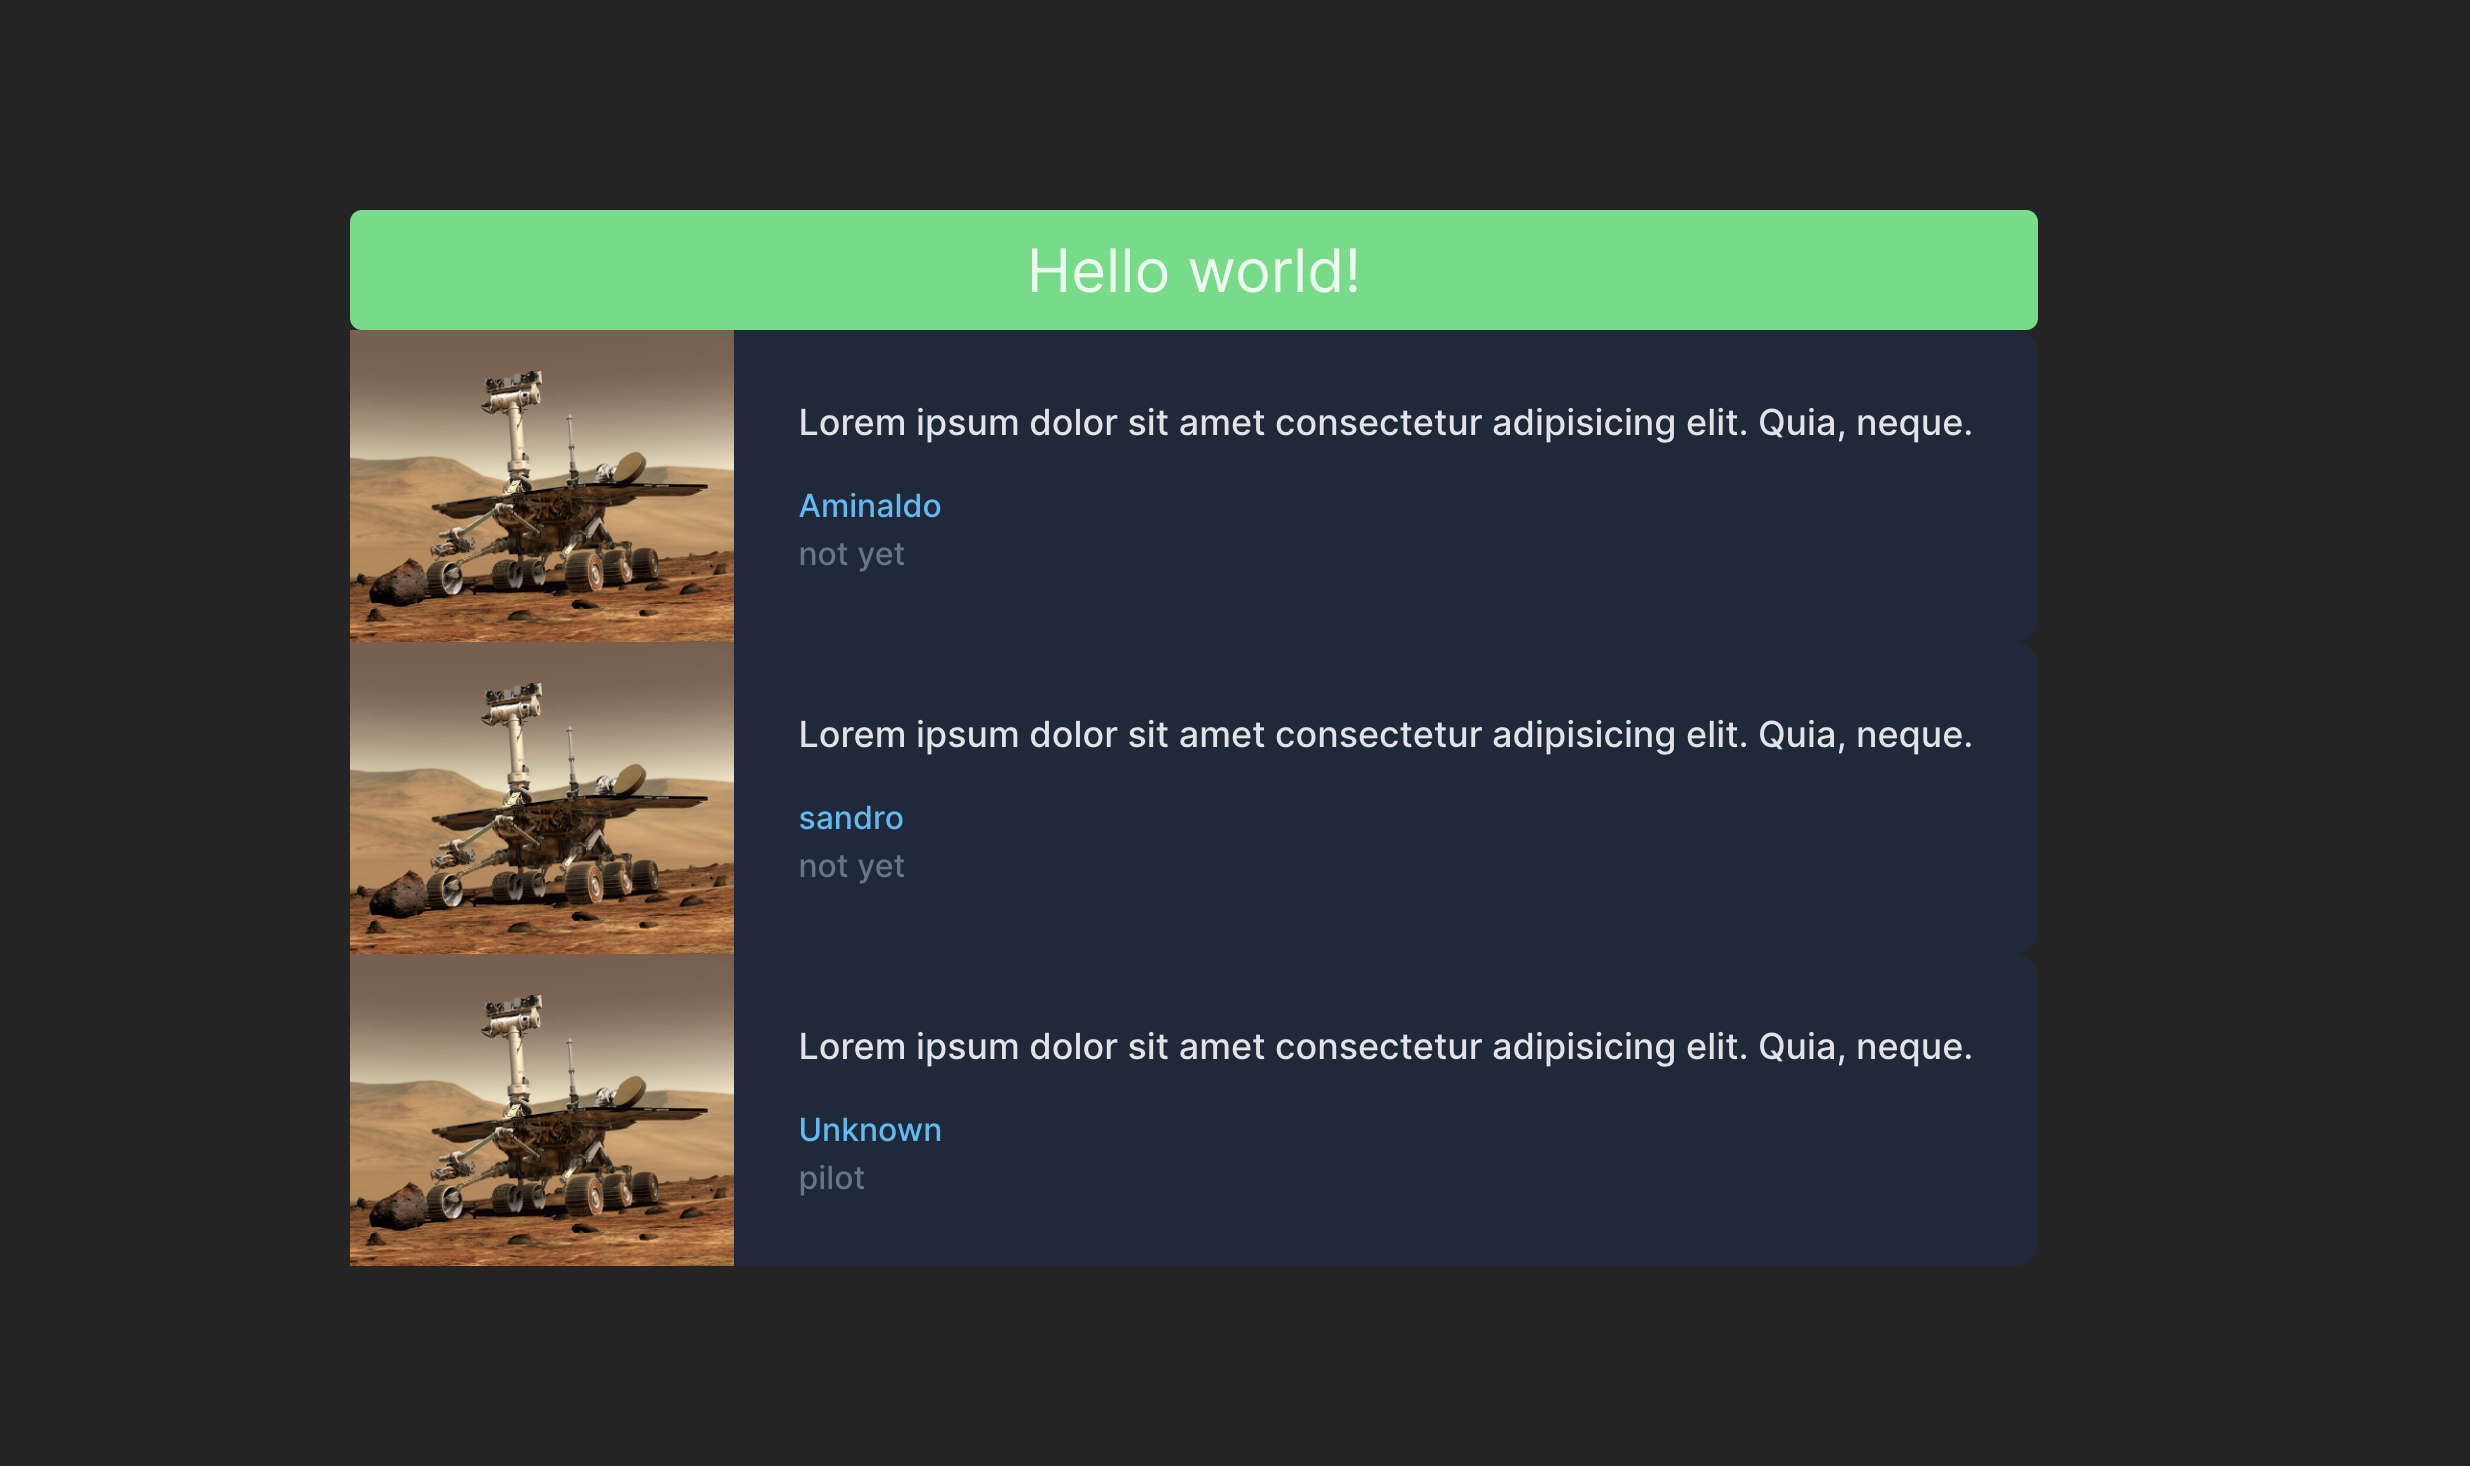 Hello world!
Lorem ipsum dolor sit amet consectetur adipisicing elit. Quia, neque.
Aminaldo
not yet
Lorem ipsum dolor sit amet consectetur adipisicing elit. Quia, neque.
sandro
not yet
Lorem ipsum dolor sit amet consectetur adipisicing elit. Quia, neque.
Unknown
pilot